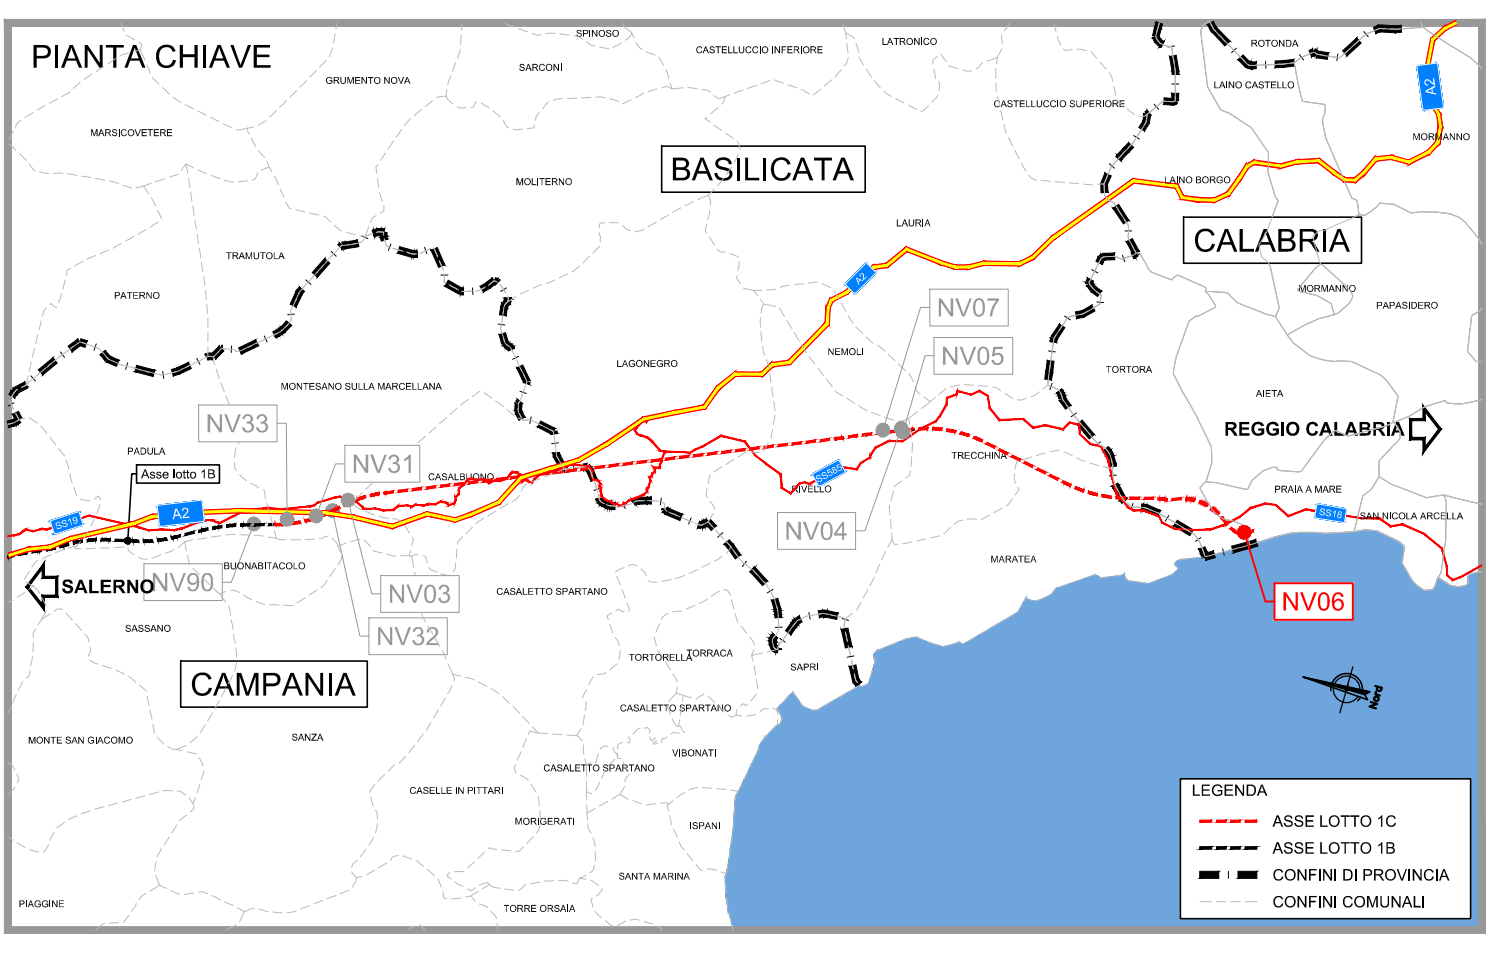 PIANTA CHIAVE
SPINOSO
CASTELLUCCIO INFERIORE
LATRONICO
ROTONDA
SARCONI
GRUMENTO NOVA
LAINO CASTELLO
A2
CASTELLUCCIO SUPERIORE
MARSICOVETERE
MORMANNO
BASILICATA
MOLITERNO
LAINO BORGO
LAURIA
CALABRIA
TRAMUTOLA
A2
PATERNO
MORMANNO
PAPASIDERO
NV07
NEMOLI
NV05
LAGONEGRO
TORTORA
MONTESANO SULLA MARCELLANA
AIETA
NV33
REGGIO CALABRIA
PADULA
TRECCHINA
NV31
Asse lotto 1B
CASALBUONO
SS585
RIVELLO
PRAIA A MARE
A2
SS19
SS18
SAN NICOLA ARCELLA
NV04
MARATEA
BUONABITACOLO
SALERNO
NV90
NV03
CASALETTO SPARTANO
NV06
SASSANO
NV32
TORTORELLA
TORRACA
SAPRI
CAMPANIA
Nord
CASALETTO SPARTANO
SANZA
MONTE SAN GIACOMO
VIBONATI
CASALETTO SPARTANO
CASELLE IN PITTARI
MORIGERATI
ISPANI
SANTA MARINA
PIAGGINE
TORRE ORSAIA
LEGENDA
ASSE LOTTO 1C
ASSE LOTTO 1B
CONFINI DI PROVINCIA
CONFINI COMUNALI